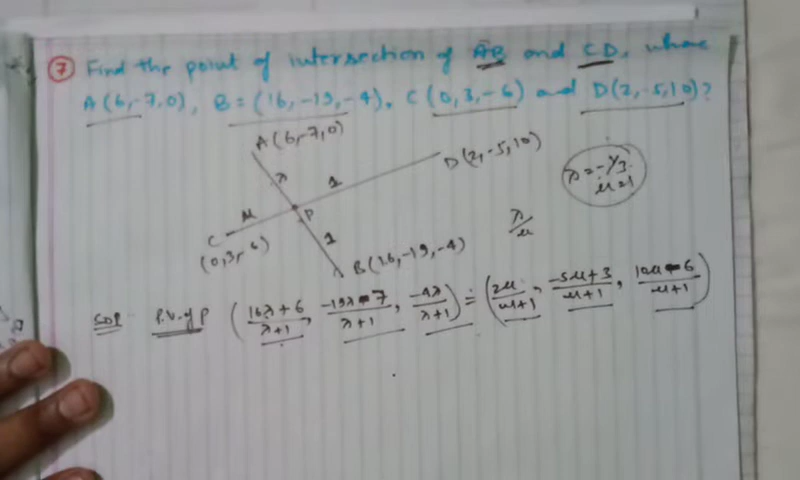 ⑦ Find the point of intersection of AB and CD. where
A(6,-7,0), B=(16,-19,-4), C(0,3,-6) and D(2,-5,10)?
A(6,-7,0)
D(2,-5,10)
λ
1
λ=-1/3
μ=1
μ
P
C
(0,3,-6)
1
B(16,-19,-4)
λ/μ
Sol P.V. of P ((16λ+6)/(λ+1), (-19λ-7)/(λ+1), (-4λ)/(λ+1)) = (2μ/(μ+1), (-5μ+3)/(μ+1), (10μ-6)/(μ+1))